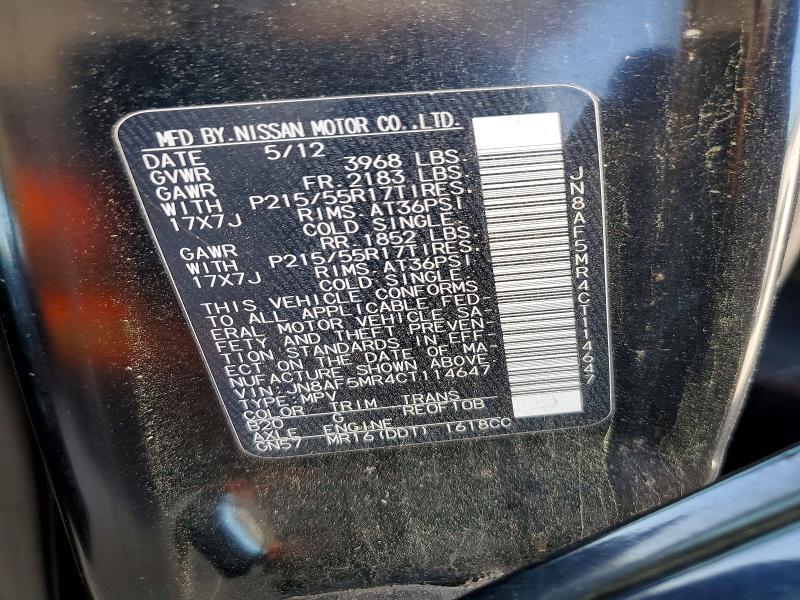 MFD BY.NISSAN MOTOR CO.,LTD.
DATE 5/12
GVWR 3968 LBS.
GAWR FR. 2183 LBS.
WITH P215/55R17TIRES.
17X7J RIMS. AT36PSI
COLD SINGLE.
GAWR RR. 1852 LBS.
WITH P215/55R17TIRES.
17X7J RIMS. AT36PSI
COLD SINGLE.
THIS VEHICLE CONFORMS
TO ALL APPLICABLE FED-
ERAL MOTOR VEHICLE SA-
FETY AND THEFT PREVEN-
TION STANDARDS IN EFF-
ECT ON THE DATE OF MA-
NUFACTURE SHOWN ABOVE
VIN:JN8AF5MR4CT114647
TYPE:MPV
COLOR TRIM TRANS
B20 G RE0F10B
AXLE ENGINE
GN57 MR16(DDT) 1618CC
JN8AF5MR4CT114647